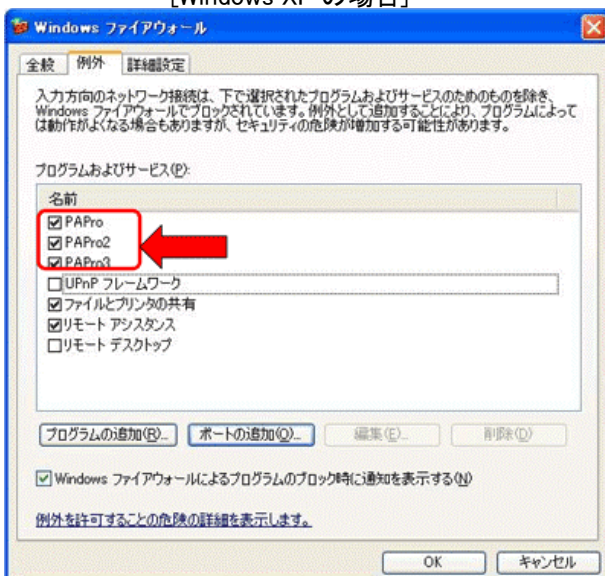 [Windows XP の場合]
Windows ファイアウォール
全般 例外 詳細設定
入力方向のネットワーク接続は、下で選択されたプログラムおよびサービスのためのものを除き、
Windows ファイアウォールでブロックされています。例外として追加することにより、プログラムによって
は動作がよくなる場合もありますが、セキュリティの危険が増加する可能性があります。
プログラムおよびサービス(P):
名前
PAPro
PAPro2
PAPro3
UPnP フレームワーク
ファイルとプリンタの共有
リモート アシスタンス
リモート デスクトップ
プログラムの追加(R)... ポートの追加(O)... 編集(E)... 削除(D)
Windows ファイアウォールによるプログラムのブロック時に通知を表示する(N)
例外を許可することの危険の詳細を表示します。
OK キャンセル